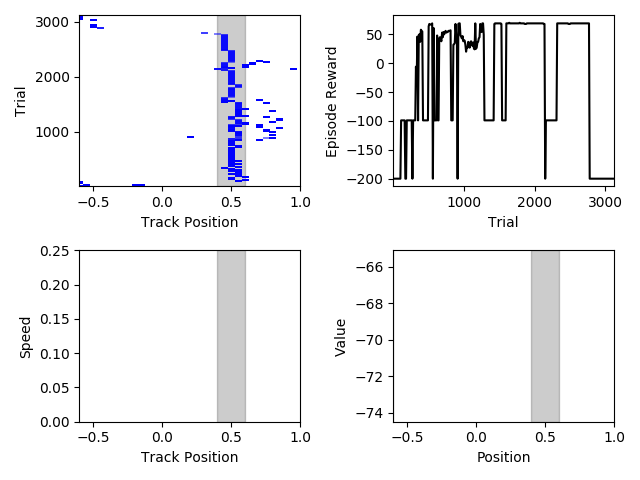 3000
2000
1000
Trial
−0.5 0.0 0.5 1.0
Track Position
50
0
−50
−100
−150
−200
Episode Reward
1000 2000 3000
Trial
0.25
0.20
0.15
0.10
0.05
0.00
Speed
−0.5 0.0 0.5 1.0
Track Position
−66
−68
−70
−72
−74
Value
−0.5 0.0 0.5 1.0
Position